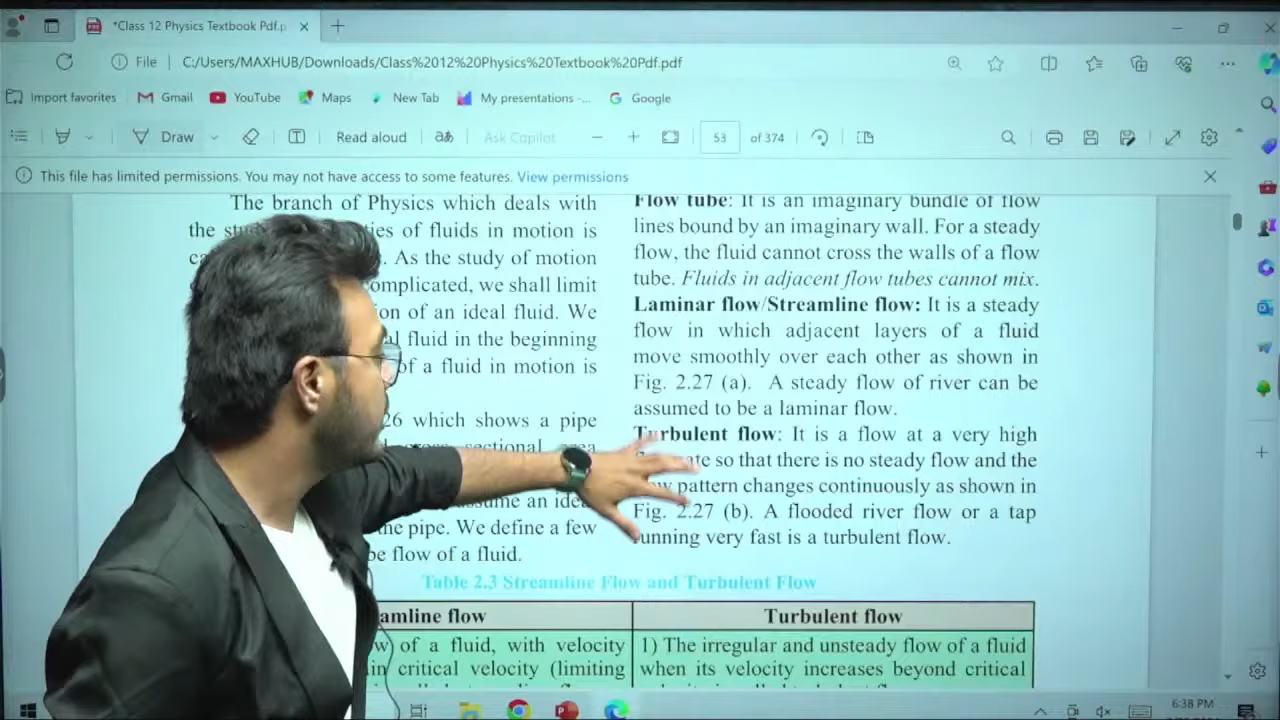 *Class 12 Physics Textbook Pdf.p
File
C:/Users/MAXHUB/Downloads/Class%2012%20Physics%20Textbook%20Pdf.pdf
Import favorites
Gmail
YouTube
Maps
New Tab
My presentations -...
Google
Draw
Read aloud
Ask Copilot
53
of 374
This file has limited permissions. You may not have access to some features. View permissions
The branch of Physics which deals with
the ties of fluids in motion is
As the study of motion
complicated, we shall limit
on of an ideal fluid. We
al fluid in the beginning
of a fluid in motion is
26 which shows a pipe
sectional area
assume an idea
the pipe. We define a few
be flow of a fluid.
Flow tube: It is an imaginary bundle of flow
lines bound by an imaginary wall. For a steady
flow, the fluid cannot cross the walls of a flow
tube. Fluids in adjacent flow tubes cannot mix.
Laminar flow/Streamline flow: It is a steady
flow in which adjacent layers of a fluid
move smoothly over each other as shown in
Fig. 2.27 (a). A steady flow of river can be
assumed to be a laminar flow.
Turbulent flow: It is a flow at a very high
so that there is no steady flow and the
pattern changes continuously as shown in
Fig. 2.27 (b). A flooded river flow or a tap
running very fast is a turbulent flow.
Table 2.3 Streamline Flow and Turbulent Flow
amline flow
Turbulent flow
of a fluid, with velocity
critical velocity (limiting
1) The irregular and unsteady flow of a fluid
when its velocity increases beyond critical
6:38 PM